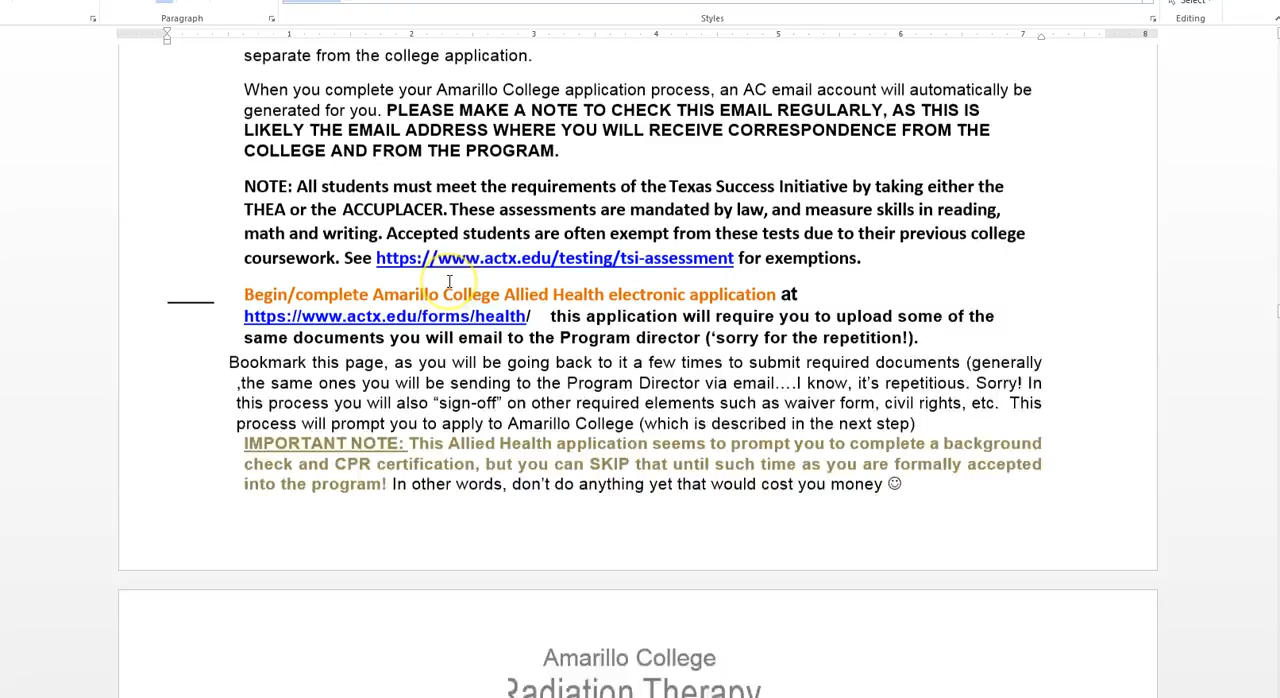 Select
Paragraph
Styles
Editing
1 2 3 4 5 6 7 8
separate from the college application.
When you complete your Amarillo College application process, an AC email account will automatically be
generated for you. PLEASE MAKE A NOTE TO CHECK THIS EMAIL REGULARLY, AS THIS IS
LIKELY THE EMAIL ADDRESS WHERE YOU WILL RECEIVE CORRESPONDENCE FROM THE
COLLEGE AND FROM THE PROGRAM.
NOTE: All students must meet the requirements of the Texas Success Initiative by taking either the
THEA or the ACCUPLACER. These assessments are mandated by law, and measure skills in reading,
math and writing. Accepted students are often exempt from these tests due to their previous college
coursework. See https://www.actx.edu/testing/tsi-assessment for exemptions.
Begin/complete Amarillo College Allied Health electronic application at
https://www.actx.edu/forms/health/ this application will require you to upload some of the
same documents you will email to the Program director (‘sorry for the repetition!).
Bookmark this page, as you will be going back to it a few times to submit required documents (generally
,the same ones you will be sending to the Program Director via email….I know, it’s repetitious. Sorry! In
this process you will also “sign-off” on other required elements such as waiver form, civil rights, etc. This
process will prompt you to apply to Amarillo College (which is described in the next step)
IMPORTANT NOTE: This Allied Health application seems to prompt you to complete a background
check and CPR certification, but you can SKIP that until such time as you are formally accepted
into the program! In other words, don’t do anything yet that would cost you money ☺
Amarillo College
Radiation Therapy